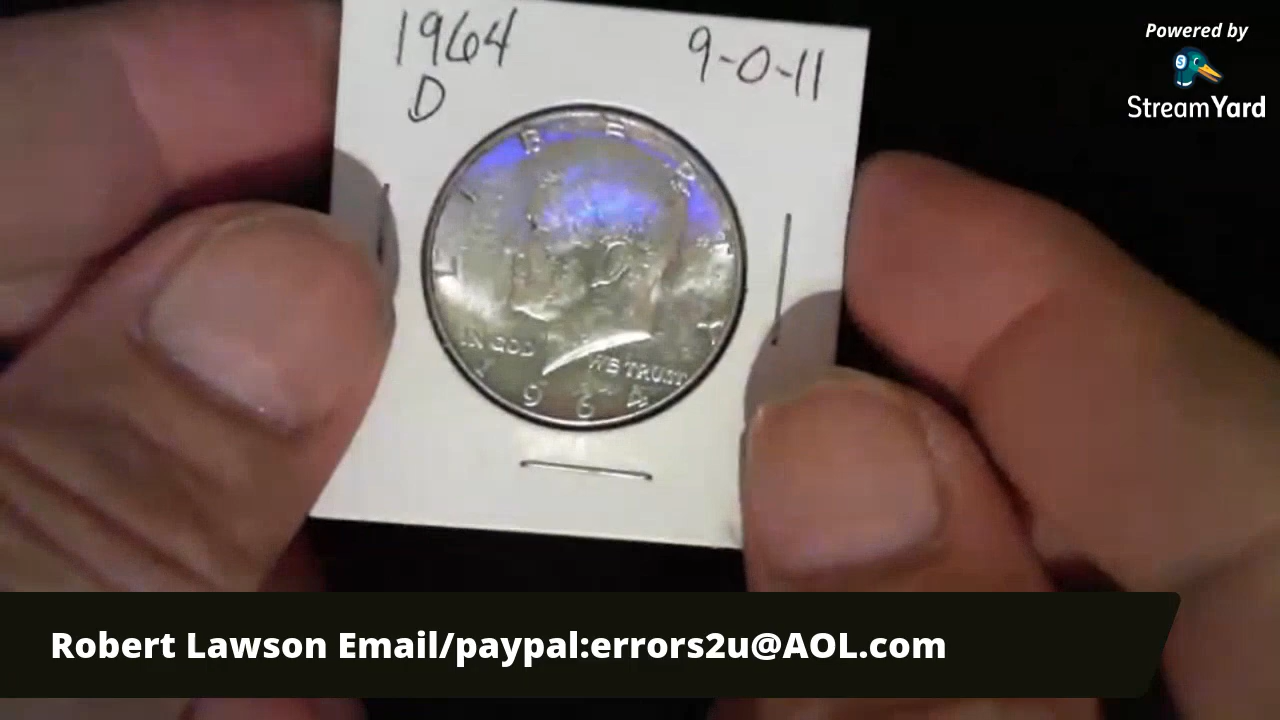 1964 9-0-11
D
Powered by
StreamYard
LIBERTY
IN GOD WE TRUST
1964
Robert Lawson Email/paypal:errors2u@AOL.com